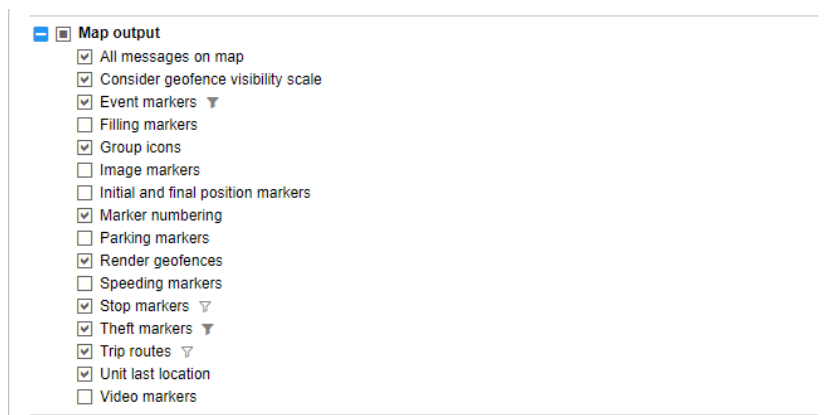 Map output
All messages on map
Consider geofence visibility scale
Event markers
Filling markers
Group icons
Image markers
Initial and final position markers
Marker numbering
Parking markers
Render geofences
Speeding markers
Stop markers
Theft markers
Trip routes
Unit last location
Video markers